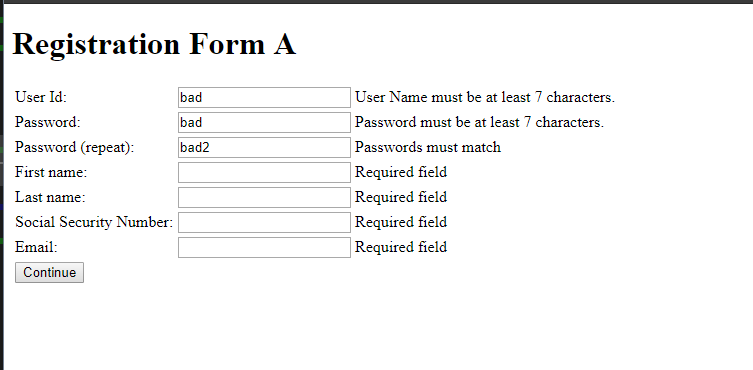 Registration Form A
User Id: bad User Name must be at least 7 characters.
Password: bad Password must be at least 7 characters.
Password (repeat): bad2 Passwords must match
First name: Required field
Last name: Required field
Social Security Number: Required field
Email: Required field
Continue